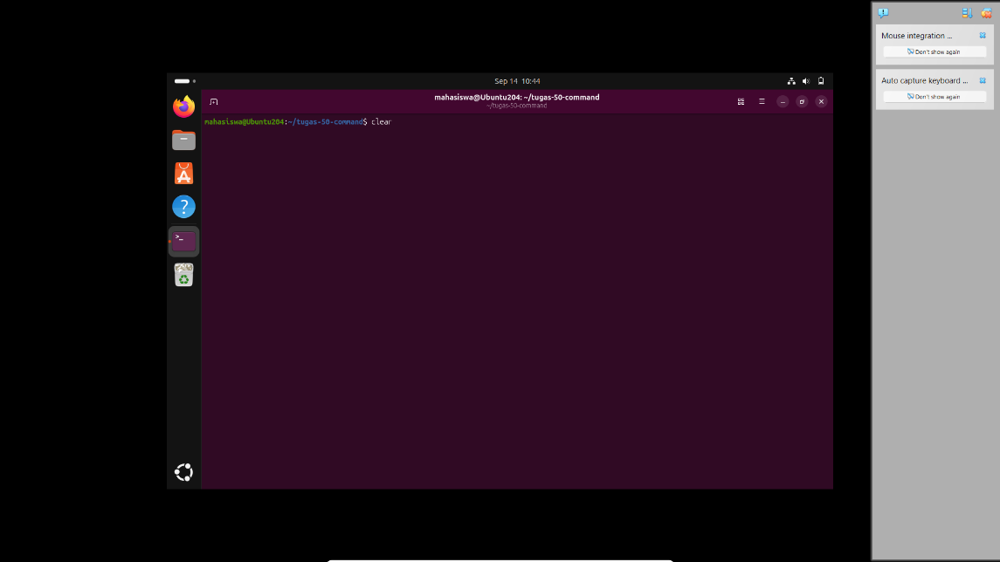 Mouse integration ...
Don't show again
Auto capture keyboard ...
Don't show again
Sep 14 10:44
mahasiswa@Ubuntu204: ~/tugas-50-command
~/tugas-50-command
mahasiswa@Ubuntu204:~/tugas-50-command$ clear